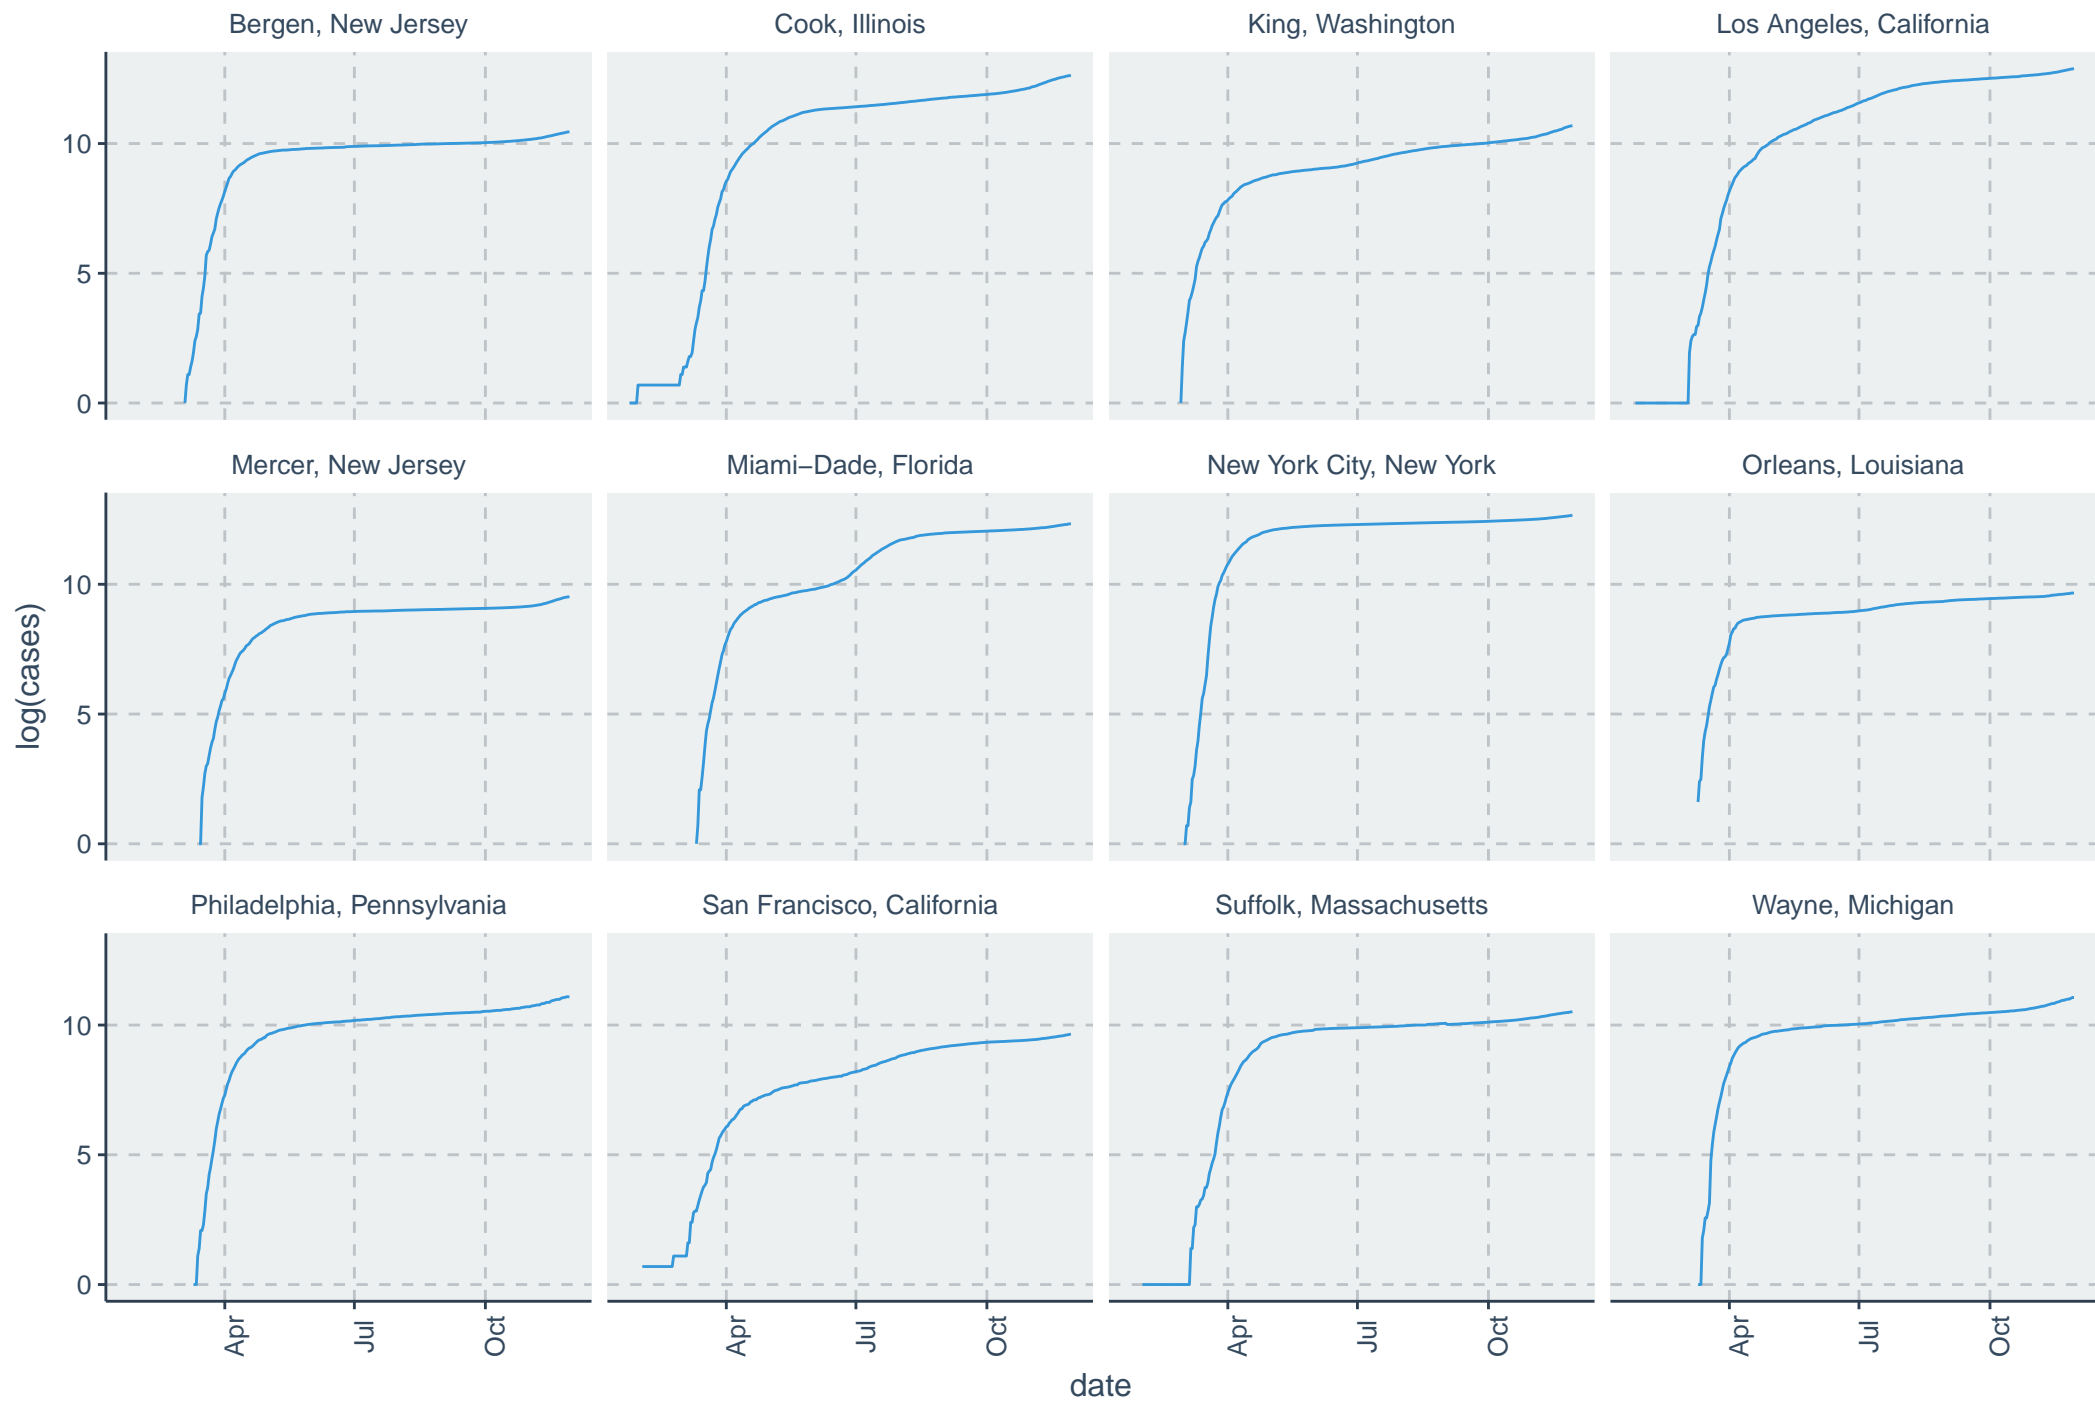 Bergen, New Jersey
Cook, Illinois
King, Washington
Los Angeles, California
10
5
0
Mercer, New Jersey
Miami−Dade, Florida
New York City, New York
Orleans, Louisiana
10
5
0
log(cases)
Philadelphia, Pennsylvania
San Francisco, California
Suffolk, Massachusetts
Wayne, Michigan
10
5
0
Apr
Jul
Oct
Apr
Jul
Oct
Apr
Jul
Oct
Apr
Jul
Oct
date